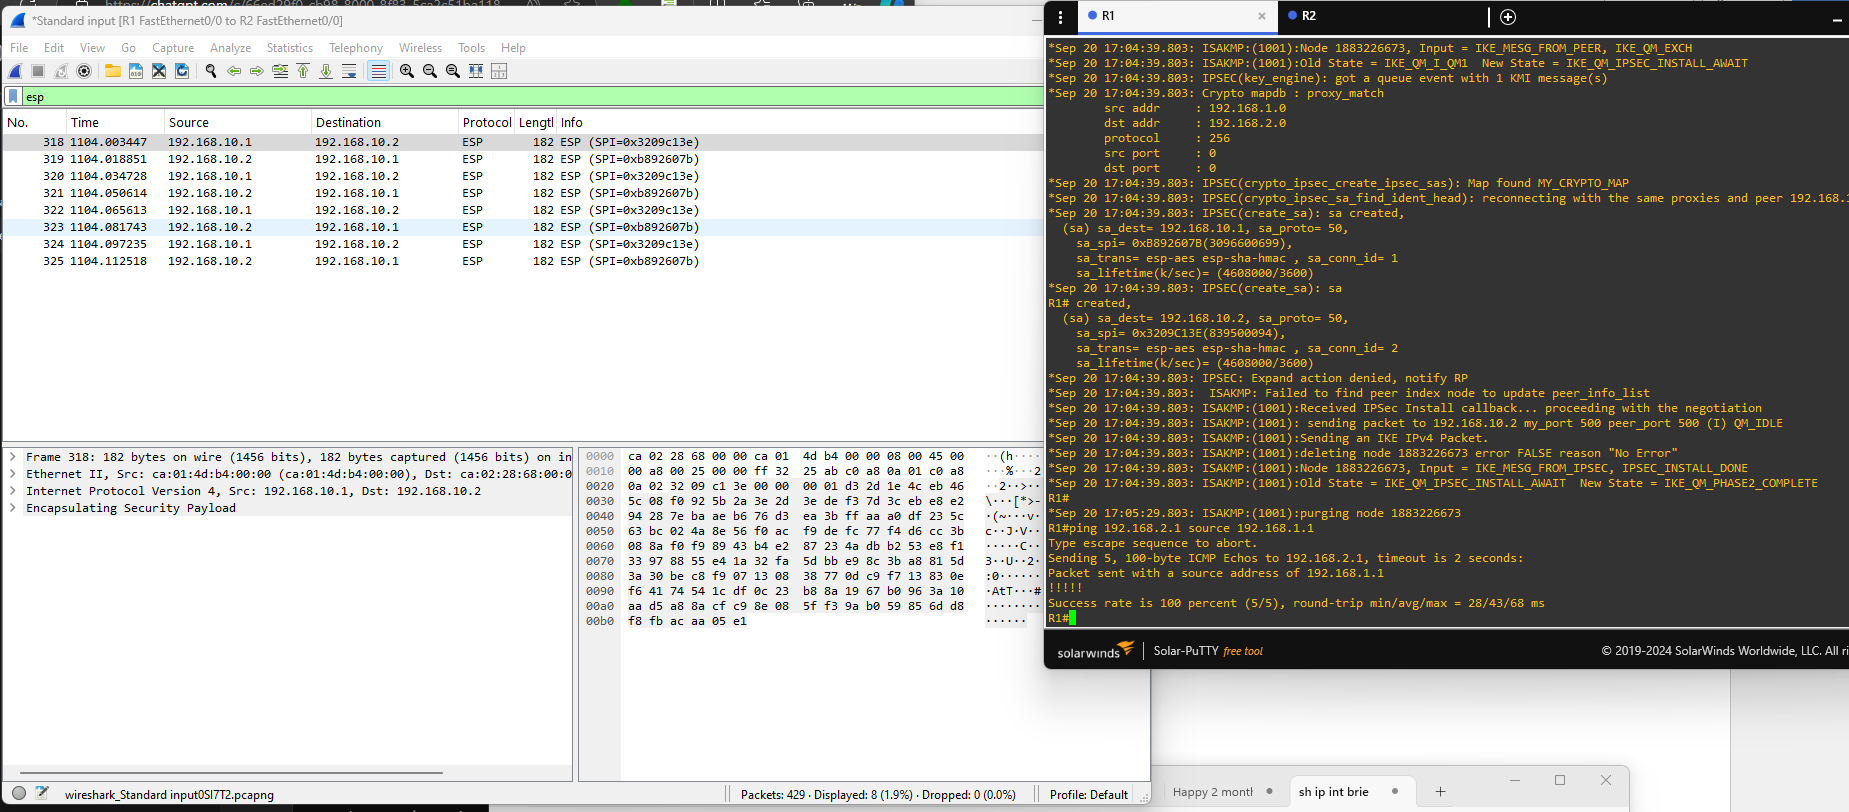 *Standard input [R1 FastEthernet0/0 to R2 FastEthernet0/0]
File Edit View Go Capture Analyze Statistics Telephony Wireless Tools Help
esp
No. Time Source Destination Protocol Lengtl Info
318 1104.003447 192.168.10.1 192.168.10.2 ESP 182 ESP (SPI=0x3209c13e)
319 1104.018851 192.168.10.2 192.168.10.1 ESP 182 ESP (SPI=0xb892607b)
320 1104.034728 192.168.10.1 192.168.10.2 ESP 182 ESP (SPI=0x3209c13e)
321 1104.050614 192.168.10.2 192.168.10.1 ESP 182 ESP (SPI=0xb892607b)
322 1104.065613 192.168.10.1 192.168.10.2 ESP 182 ESP (SPI=0x3209c13e)
323 1104.081743 192.168.10.2 192.168.10.1 ESP 182 ESP (SPI=0xb892607b)
324 1104.097235 192.168.10.1 192.168.10.2 ESP 182 ESP (SPI=0x3209c13e)
325 1104.112518 192.168.10.2 192.168.10.1 ESP 182 ESP (SPI=0xb892607b)
Frame 318: 182 bytes on wire (1456 bits), 182 bytes captured (1456 bits) on in
Ethernet II, Src: ca:01:4d:b4:00:00 (ca:01:4d:b4:00:00), Dst: ca:02:28:68:00:0
Internet Protocol Version 4, Src: 192.168.10.1, Dst: 192.168.10.2
Encapsulating Security Payload
0000 ca 02 28 68 00 00 ca 01 4d b4 00 00 08 00 45 00 ··(h····
0010 00 a8 00 25 00 00 ff 32 25 ab c0 a8 0a 01 c0 a8 ···%···2
0020 0a 02 32 09 c1 3e 00 00 00 01 d3 2d 1e 4c eb 46 ··2··>··
0030 5c 08 f0 92 5b 2a 3e 2d 3e de f3 7d 3c eb e8 e2 \···[*>-
0040 94 28 7e ba ae b6 76 d3 ea 3b ff aa a0 df 23 5c ·(~···v·
0050 63 bc 02 4a 8e 56 f0 ac f9 de fc 77 f4 d6 cc 3b c··J·V··
0060 08 8a f0 f9 89 43 b4 e2 87 23 4a db b2 53 e8 f1 ·····C··
0070 33 97 88 55 e4 1a 32 fa 5d bb e9 8c 3b a8 81 5d 3··U··2·
0080 3a 30 be c8 f9 07 13 08 38 77 0d c9 f7 13 83 0e :0······
0090 f6 41 74 54 1c df 0c 23 b8 8a 19 67 b0 96 3a 10 ·AtT···#
00a0 aa d5 a8 8a cf c9 8e 08 5f f3 9a b0 59 85 6d d8 ········
00b0 f8 fb ac aa 05 e1 ······
wireshark_Standard input0SI7T2.pcapng
Packets: 429 · Displayed: 8 (1.9%) · Dropped: 0 (0.0%)
Profile: Default
R1 × R2
*Sep 20 17:04:39.803: ISAKMP:(1001):Node 1883226673, Input = IKE_MESG_FROM_PEER, IKE_QM_EXCH
*Sep 20 17:04:39.803: ISAKMP:(1001):Old State = IKE_QM_I_QM1  New State = IKE_QM_IPSEC_INSTALL_AWAIT
*Sep 20 17:04:39.803: IPSEC(key_engine): got a queue event with 1 KMI message(s)
*Sep 20 17:04:39.803: Crypto mapdb : proxy_match
src addr     : 192.168.1.0
dst addr     : 192.168.2.0
protocol     : 256
src port     : 0
dst port     : 0
*Sep 20 17:04:39.803: IPSEC(crypto_ipsec_create_ipsec_sas): Map found MY_CRYPTO_MAP
*Sep 20 17:04:39.803: IPSEC(crypto_ipsec_sa_find_ident_head): reconnecting with the same proxies and peer 192.168.1
*Sep 20 17:04:39.803: IPSEC(create_sa): sa created,
(sa) sa_dest= 192.168.10.1, sa_proto= 50,
sa_spi= 0xB892607B(3096600699),
sa_trans= esp-aes esp-sha-hmac , sa_conn_id= 1
sa_lifetime(k/sec)= (4608000/3600)
*Sep 20 17:04:39.803: IPSEC(create_sa): sa
R1# created,
(sa) sa_dest= 192.168.10.2, sa_proto= 50,
sa_spi= 0x3209C13E(839500094),
sa_trans= esp-aes esp-sha-hmac , sa_conn_id= 2
sa_lifetime(k/sec)= (4608000/3600)
*Sep 20 17:04:39.803: IPSEC: Expand action denied, notify RP
*Sep 20 17:04:39.803:  ISAKMP: Failed to find peer index node to update peer_info_list
*Sep 20 17:04:39.803: ISAKMP:(1001):Received IPSec Install callback... proceeding with the negotiation
*Sep 20 17:04:39.803: ISAKMP:(1001): sending packet to 192.168.10.2 my_port 500 peer_port 500 (I) QM_IDLE
*Sep 20 17:04:39.803: ISAKMP:(1001):Sending an IKE IPv4 Packet.
*Sep 20 17:04:39.803: ISAKMP:(1001):deleting node 1883226673 error FALSE reason "No Error"
*Sep 20 17:04:39.803: ISAKMP:(1001):Node 1883226673, Input = IKE_MESG_FROM_IPSEC, IPSEC_INSTALL_DONE
*Sep 20 17:04:39.803: ISAKMP:(1001):Old State = IKE_QM_IPSEC_INSTALL_AWAIT  New State = IKE_QM_PHASE2_COMPLETE
R1#
*Sep 20 17:05:29.803: ISAKMP:(1001):purging node 1883226673
R1#ping 192.168.2.1 source 192.168.1.1
Type escape sequence to abort.
Sending 5, 100-byte ICMP Echos to 192.168.2.1, timeout is 2 seconds:
Packet sent with a source address of 192.168.1.1
!!!!!
Success rate is 100 percent (5/5), round-trip min/avg/max = 28/43/68 ms
R1#
solarwinds Solar-PuTTY free tool
© 2019-2024 SolarWinds Worldwide, LLC. All ri
Happy 2 montl
sh ip int brie